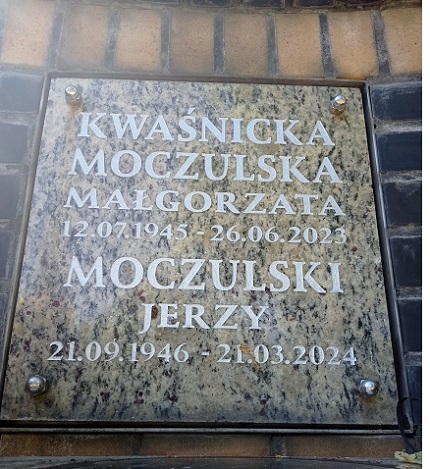 KWAŚNICKA
MOCZULSKA
MAŁGORZATA
12.07.1945 - 26.06.2023
MOCZULSKI
JERZY
21.09.1946 - 21.03.2024